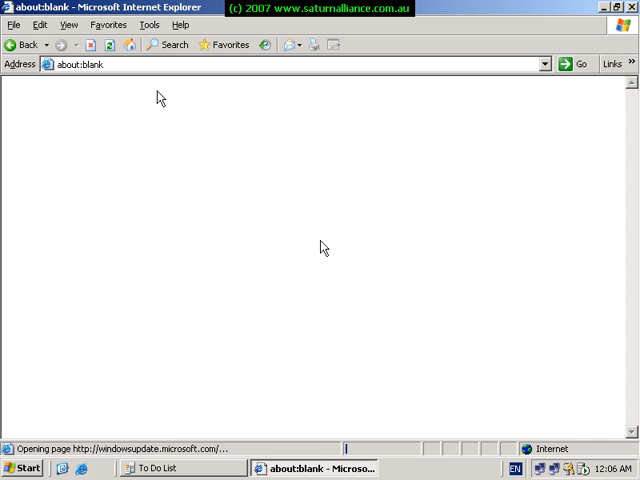 about:blank - Microsoft Internet Explorer
(c) 2007 www.saturnalliance.com.au
File Edit View Favorites Tools Help
Back Search Favorites
Address about:blank Go Links »
Opening page http://windowsupdate.microsoft.com/... Internet
Start To Do List about:blank - Microso... EN 12:06 AM